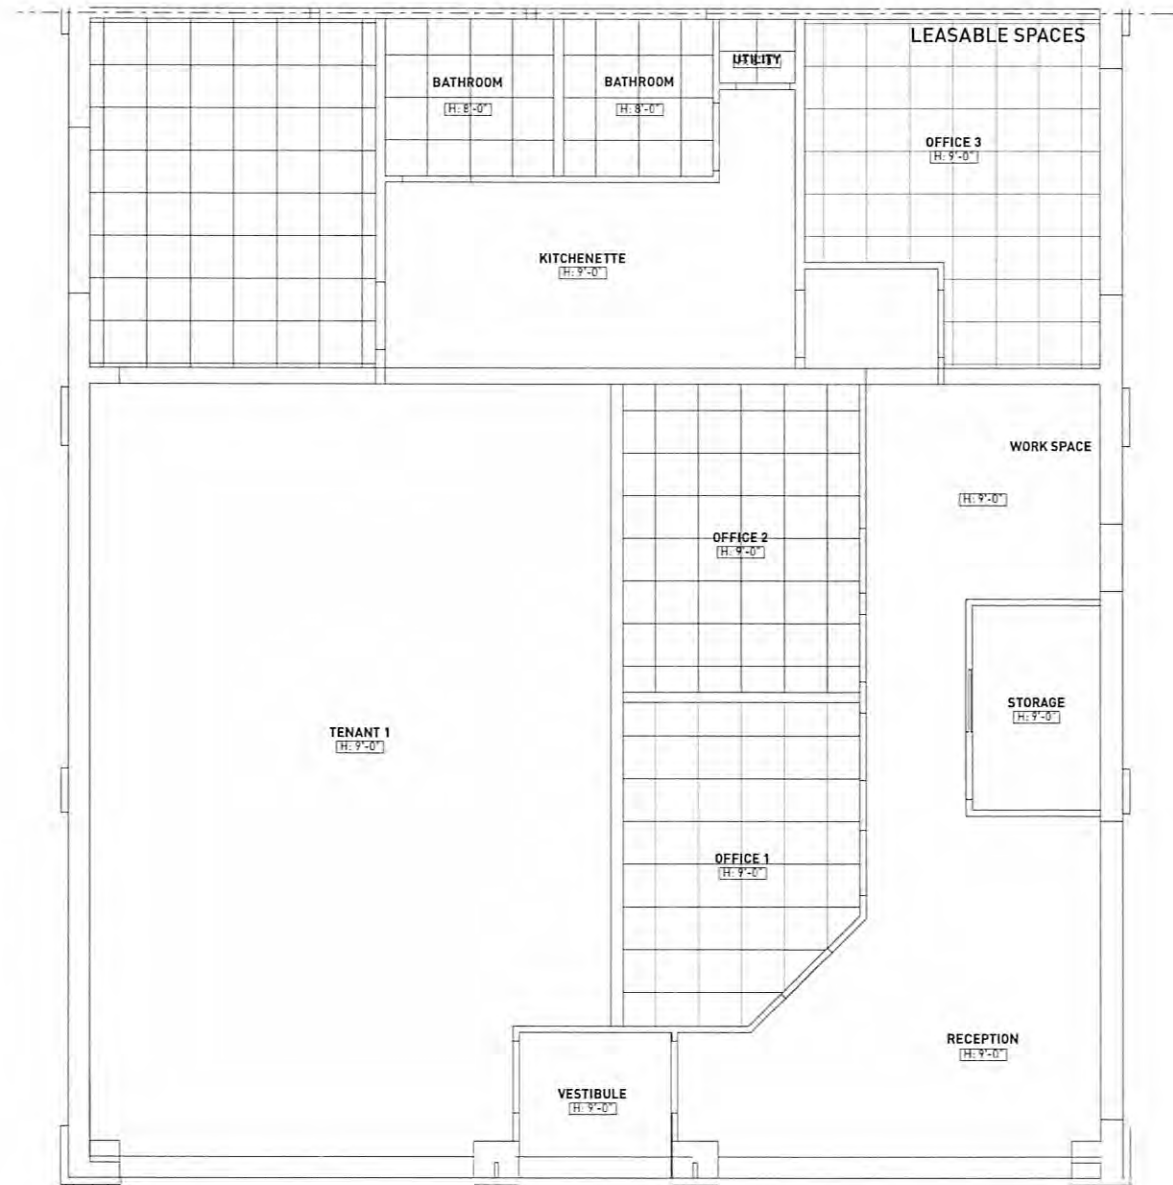 LEASABLE SPACES
BATHROOM
H: 8'-0"
BATHROOM
H: 8'-0"
UTILITY
OFFICE 3
H: 9'-0"
KITCHENETTE
H: 9'-0"
WORK SPACE
H: 9'-0"
OFFICE 2
H: 9'-0"
STORAGE
H: 9'-0"
TENANT 1
H: 9'-0"
OFFICE 1
H: 9'-0"
RECEPTION
H: 9'-0"
VESTIBULE
H: 9'-0"